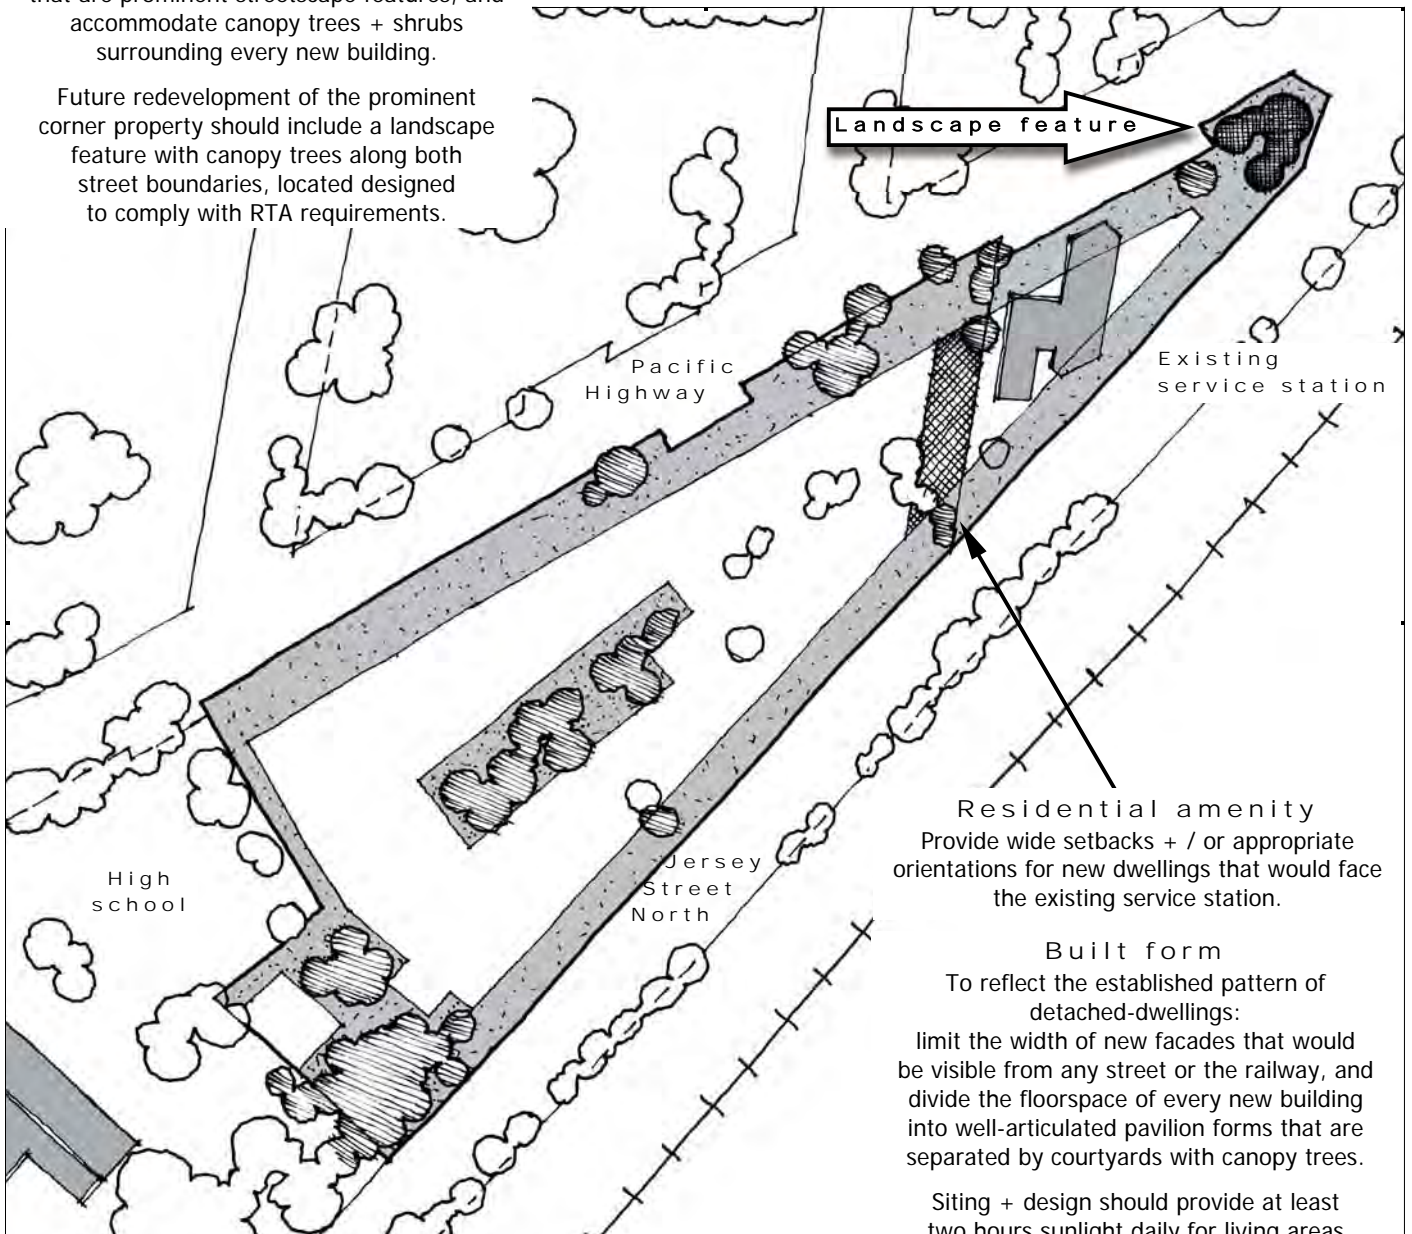 that are prominent streetscape features, and
accommodate canopy trees + shrubs
surrounding every new building.
Future redevelopment of the prominent
corner property should include a landscape
feature with canopy trees along both
street boundaries, located designed
to comply with RTA requirements.
Landscape feature
Pacific
Highway
Existing
service station
High
school
Jersey
Street
North
Residential amenity
Provide wide setbacks + / or appropriate
orientations for new dwellings that would face
the existing service station.
Built form
To reflect the established pattern of
detached-dwellings:
limit the width of new facades that would
be visible from any street or the railway, and
divide the floorspace of every new building
into well-articulated pavilion forms that are
separated by courtyards with canopy trees.
Siting + design should provide at least
two hours sunlight daily for living areas